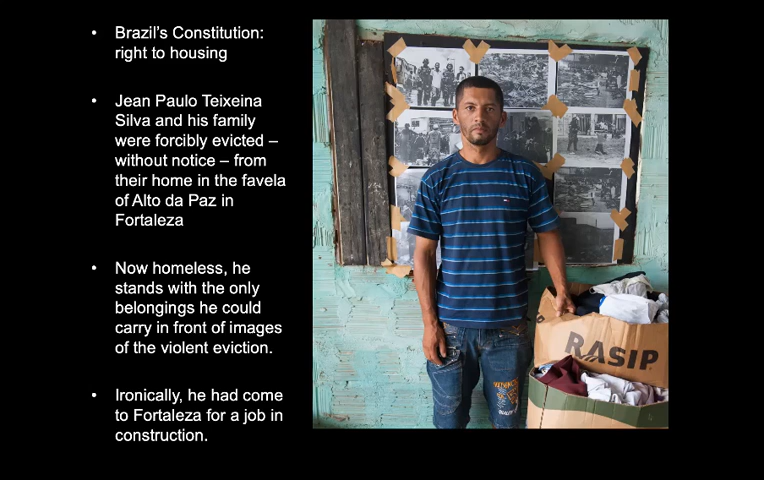 • Brazil's Constitution:
right to housing
• Jean Paulo Teixeina
Silva and his family
were forcibly evicted –
without notice – from
their home in the favela
of Alto da Paz in
Fortaleza
• Now homeless, he
stands with the only
belongings he could
carry in front of images
of the violent eviction.
• Ironically, he had come
to Fortaleza for a job in
construction.
RASIP